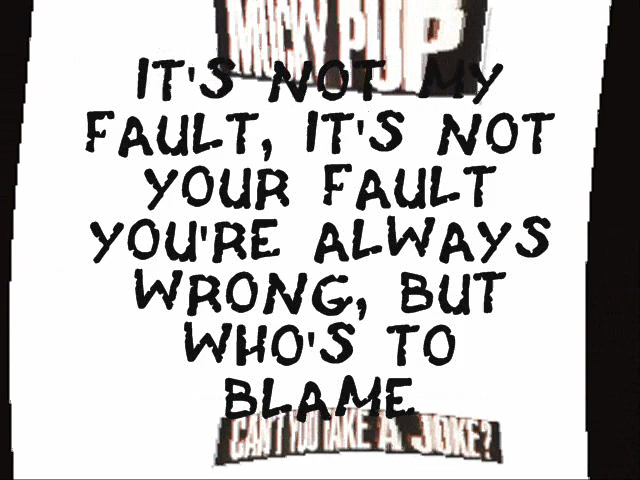 MUCKY PUP
IT'S NOT MY
FAULT, IT'S NOT
YOUR FAULT
YOU'RE ALWAYS
WRONG, BUT
WHO'S TO
BLAME
CAN'T YOU TAKE A JOKE?